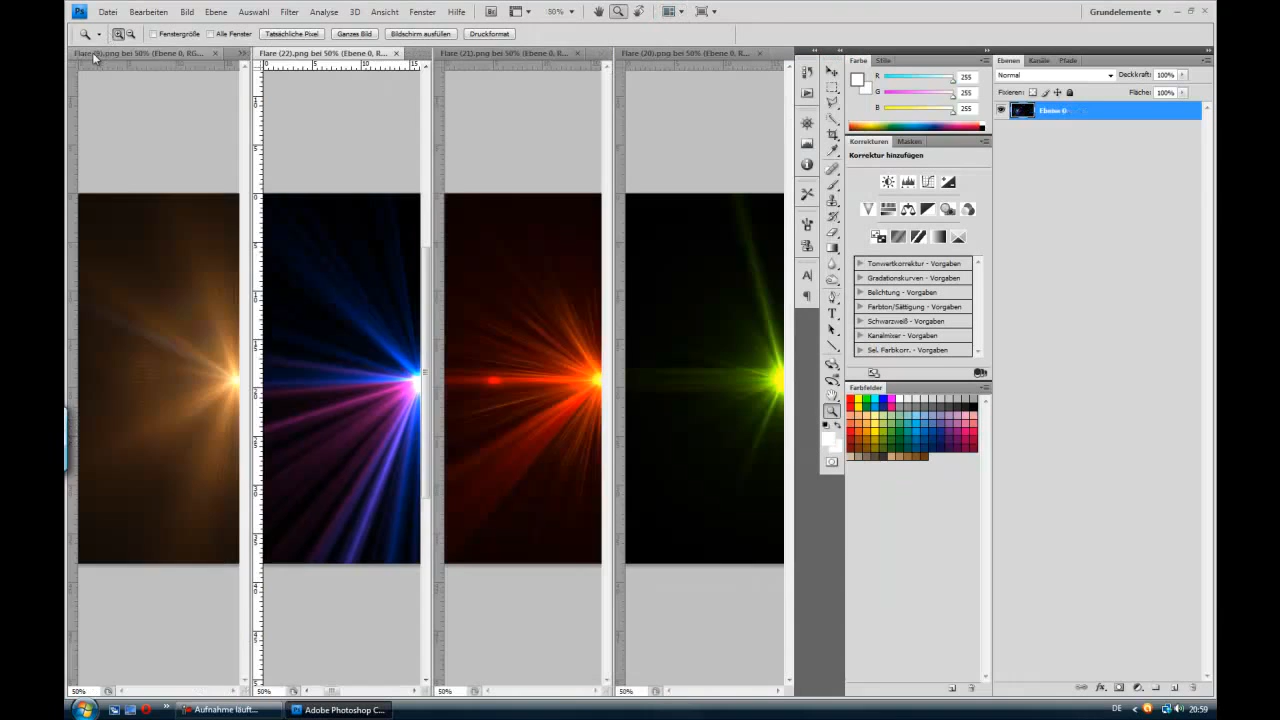 Ps Datei Bearbeiten Bild Ebene Auswahl Filter Analyse 3D Ansicht Fenster Hilfe Br 50% Grundelemente
Fenstergröße Alle Fenster Tatsächliche Pixel Ganzes Bild Bildschirm ausfüllen Druckformat
Flare (9).png bei 50% (Ebene 0, RG... Flare (22).png bei 50% (Ebene 0, R... Flare (21).png bei 50% (Ebene 0, R... Flare (20).png bei 50% (Ebene 0, R...
Farbe Stile
R 255
G 255
B 255
Korrekturen Masken
Korrektur hinzufügen
Tonwertkorrektur - Vorgaben
Gradationskurven - Vorgaben
Belichtung - Vorgaben
Farbton/Sättigung - Vorgaben
Schwarzweiß - Vorgaben
Kanalmixer - Vorgaben
Sel. Farbkorr. - Vorgaben
Farbfelder
Ebenen Kanäle Pfade
Normal Deckkraft: 100%
Fixieren: Fläche: 100%
Ebene 0
50% 50% 50% 50%
Aufnahme läuft... Adobe Photoshop C... DE 20:59